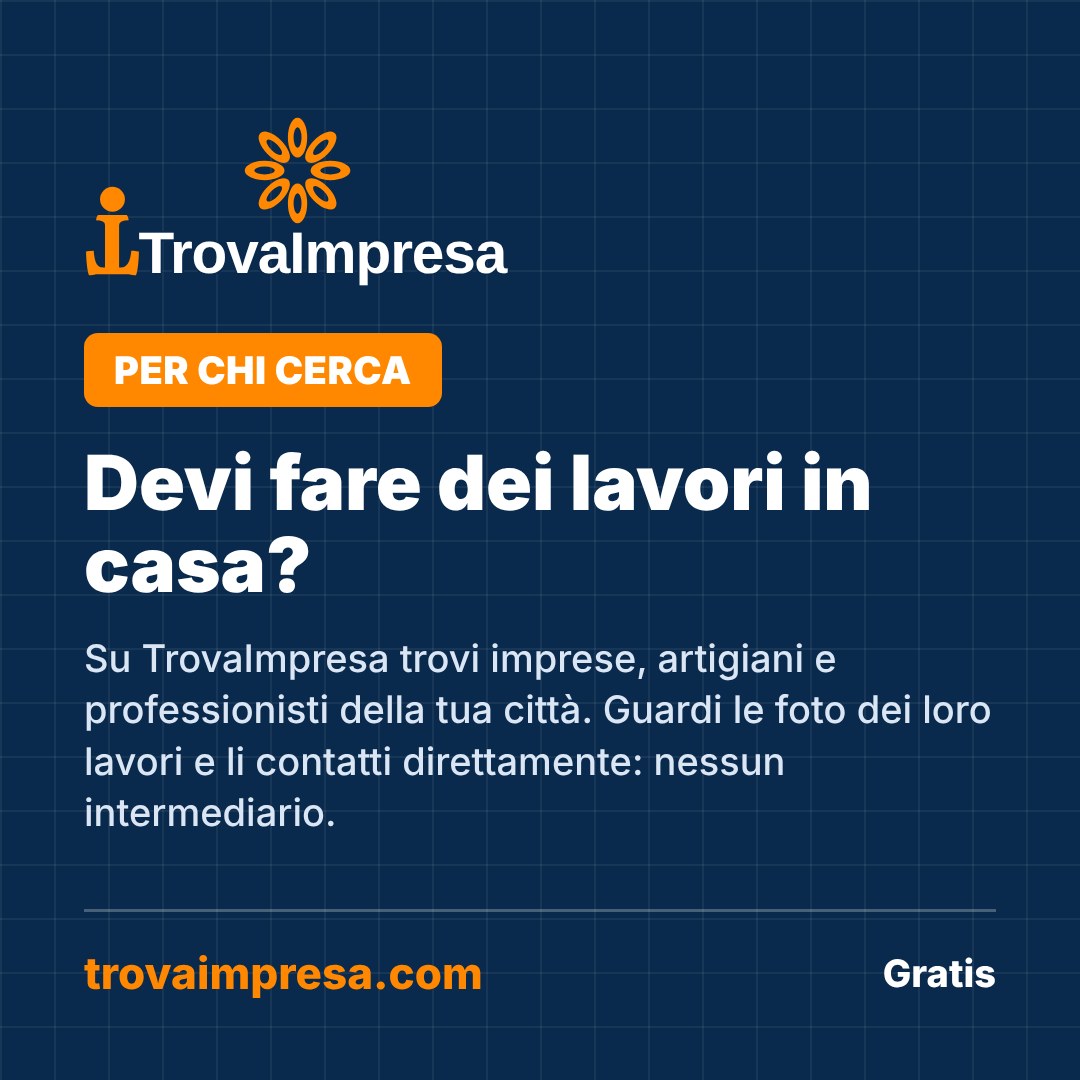 TrovaImpresa
PER CHI CERCA
Devi fare dei lavori in
casa?
Su TrovaImpresa trovi imprese, artigiani e
professionisti della tua città. Guardi le foto dei loro
lavori e li contatti direttamente: nessun
intermediario.
trovaimpresa.com
Gratis